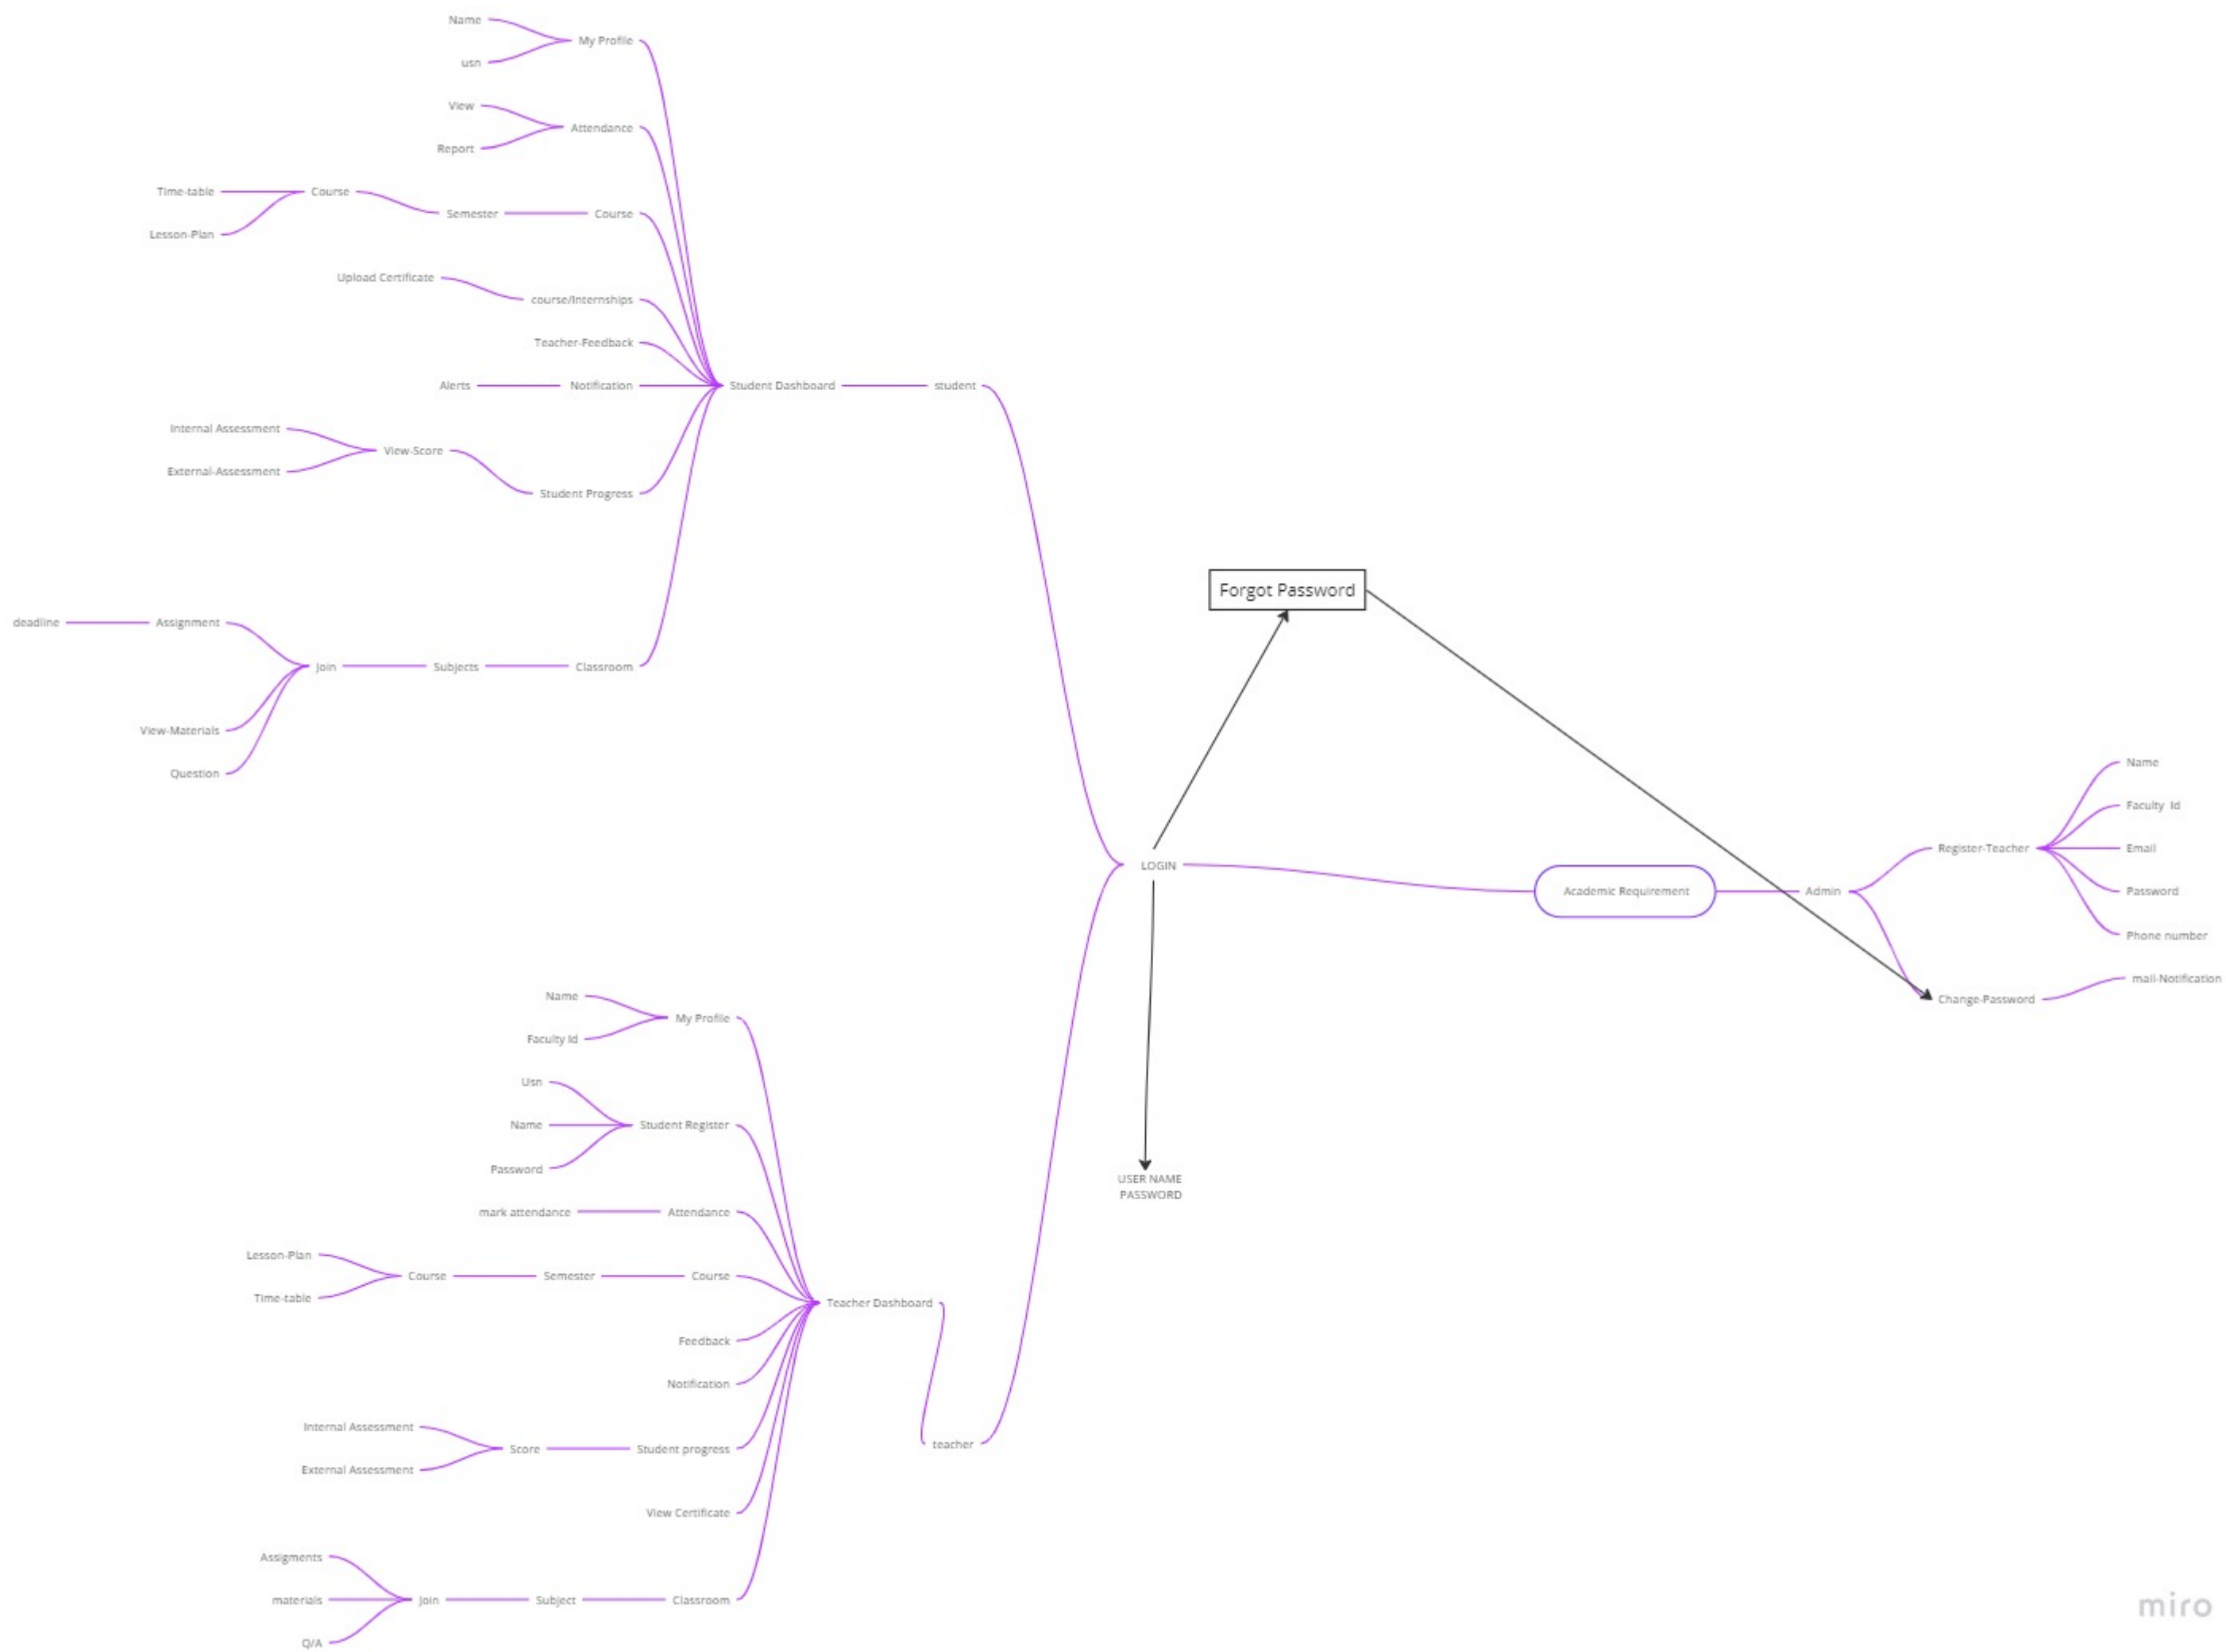 Name
My Profile
usn
View
Attendance
Report
Time-table
Course
Lesson-Plan
Semester
Course
Upload Certificate
course/Internships
Teacher-Feedback
Alerts
Notification
Student Dashboard
student
Internal Assessment
View-Score
External-Assessment
Student Progress
deadline
Assignment
Join
Subjects
Classroom
View-Materials
Question
Forgot Password
LOGIN
USER NAME
PASSWORD
Academic Requirement
Admin
Register-Teacher
Name
Faculty Id
Email
Password
Phone number
Change-Password
mail-Notification
Name
My Profile
Faculty Id
Usn
Name
Student Register
Password
mark attendance
Attendance
Lesson-Plan
Course
Semester
Course
Time-table
Teacher Dashboard
Feedback
Notification
teacher
Internal Assessment
Score
Student progress
External Assessment
View Certificate
Assigments
materials
Join
Subject
Classroom
Q/A
miro